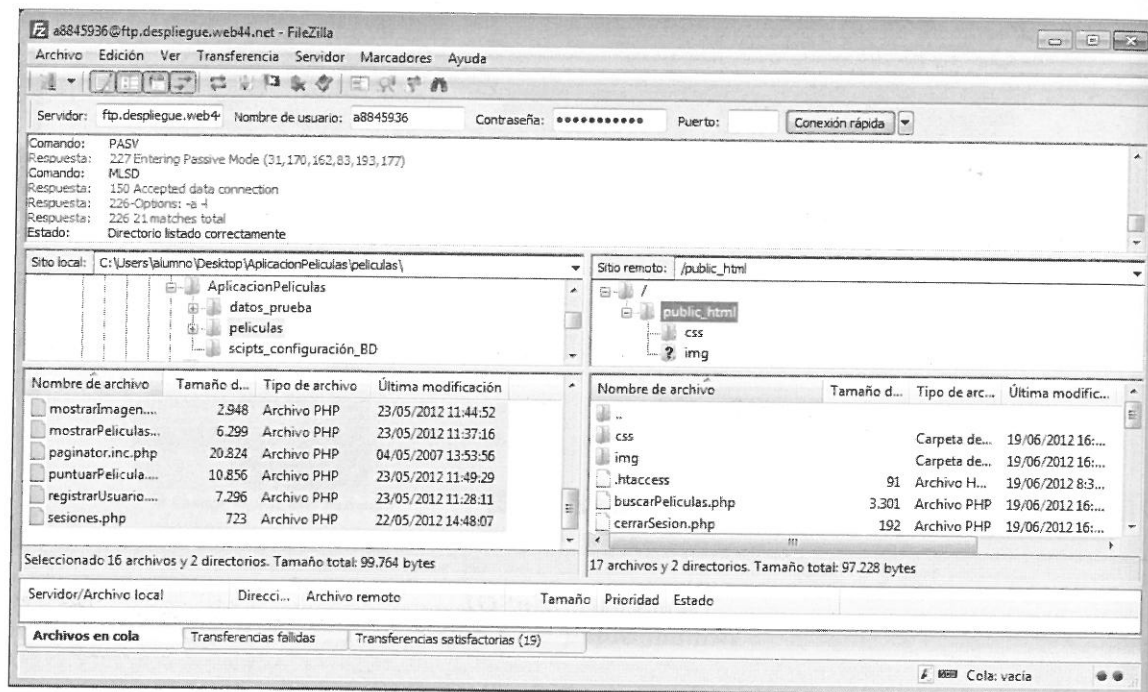 a8845936@ftp.despliegue.web44.net - FileZilla
Archivo Edición Ver Transferencia Servidor Marcadores Ayuda
Servidor: ftp.despliegue.web4 Nombre de usuario: a8845936 Contraseña: ●●●●●●●●●●● Puerto: Conexión rápida
Comando: PASV
Respuesta: 227 Entering Passive Mode (31,170,162,83,193,177)
Comando: MLSD
Respuesta: 150 Accepted data connection
Respuesta: 226-Options: -a -l
Respuesta: 226 21 matches total
Estado: Directorio listado correctamente
Sitio local: C:\Users\alumno\Desktop\AplicacionPeliculas\peliculas\
AplicacionPeliculas
datos_prueba
peliculas
scipts_configuración_BD
Sitio remoto: /public_html
/
public_html
css
? img
Nombre de archivo Tamaño d... Tipo de archivo Última modificación
mostrarImagen.... 2.948 Archivo PHP 23/05/2012 11:44:52
mostrarPeliculas... 6.299 Archivo PHP 23/05/2012 11:37:16
paginator.inc.php 20.824 Archivo PHP 04/05/2007 13:53:56
puntuarPelicula.... 10.856 Archivo PHP 23/05/2012 11:49:29
registrarUsuario.... 7.296 Archivo PHP 23/05/2012 11:28:11
sesiones.php 723 Archivo PHP 22/05/2012 14:48:07
Seleccionado 16 archivos y 2 directorios. Tamaño total: 99.764 bytes
Nombre de archivo Tamaño d... Tipo de arc... Última modific...
..
css Carpeta de... 19/06/2012 16:...
img Carpeta de... 19/06/2012 16:...
.htaccess 91 Archivo H... 19/06/2012 8:3...
buscarPeliculas.php 3.301 Archivo PHP 19/06/2012 16:...
cerrarSesion.php 192 Archivo PHP 19/06/2012 16:...
17 archivos y 2 directorios. Tamaño total: 97.228 bytes
Servidor/Archivo local Direcci... Archivo remoto Tamaño Prioridad Estado
Archivos en cola Transferencias fallidas Transferencias satisfactorias (19)
Cola: vacía